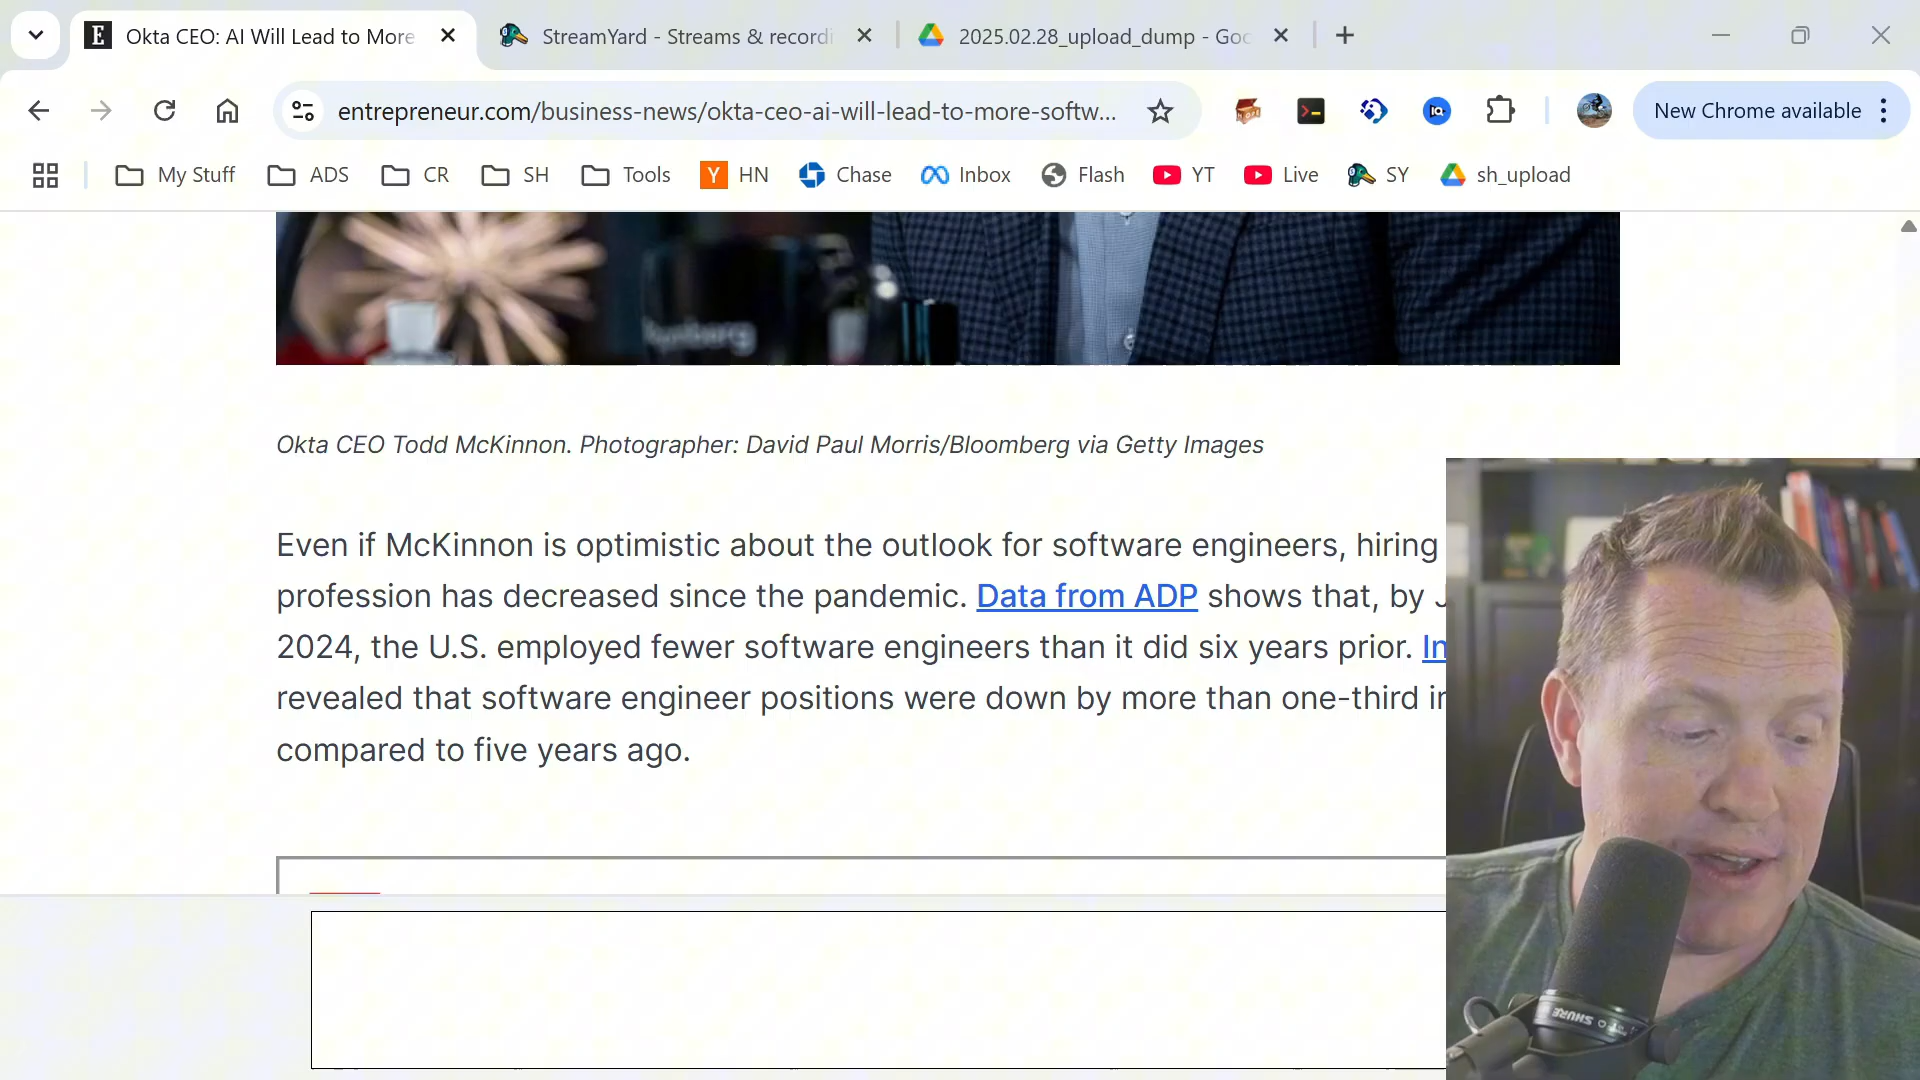 Okta CEO: AI Will Lead to More
StreamYard - Streams & recordi
2025.02.28_upload_dump - Goo
entrepreneur.com/business-news/okta-ceo-ai-will-lead-to-more-softw...
New Chrome available
My Stuff
ADS
CR
SH
Tools
HN
Chase
Inbox
Flash
YT
Live
SY
sh_upload
Okta CEO Todd McKinnon. Photographer: David Paul Morris/Bloomberg via Getty Images
Even if McKinnon is optimistic about the outlook for software engineers, hiring
profession has decreased since the pandemic. Data from ADP shows that, by J
2024, the U.S. employed fewer software engineers than it did six years prior. In
revealed that software engineer positions were down by more than one-third in
compared to five years ago.
SHURE